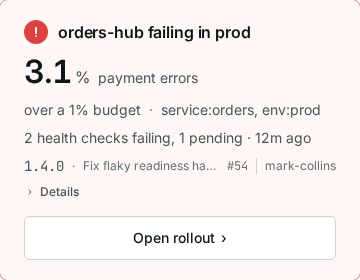 ! orders-hub failing in prod
3.1 % payment errors
over a 1% budget · service:orders, env:prod
2 health checks failing, 1 pending · 12m ago
1.4.0 · Fix flaky readiness ha... #54 mark-collins
› Details
Open rollout ›